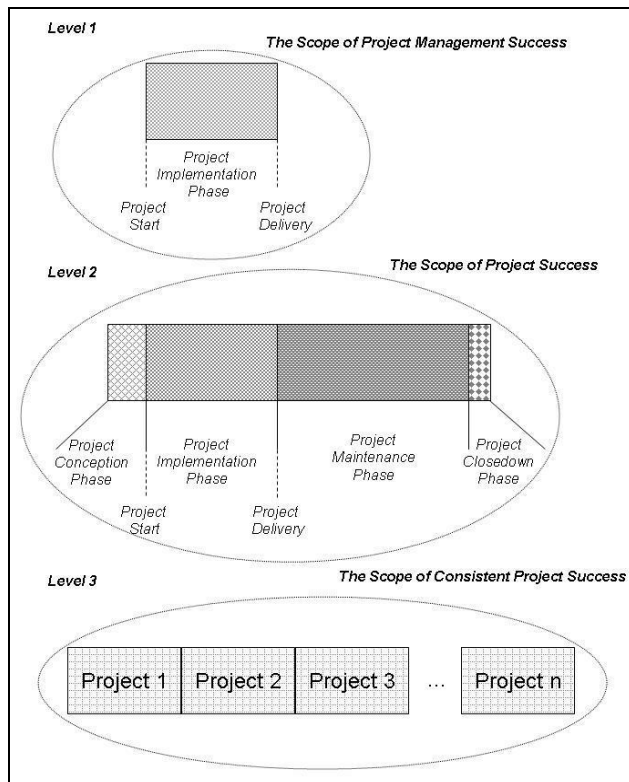 Level 1
The Scope of Project Management Success
Project
Implementation
Phase
Project
Start
Project
Delivery
Level 2
The Scope of Project Success
Project
Conception
Phase
Project
Implementation
Phase
Project
Maintenance
Phase
Project
Closedown
Phase
Project
Start
Project
Delivery
Level 3
The Scope of Consistent Project Success
Project 1 Project 2 Project 3 ... Project n